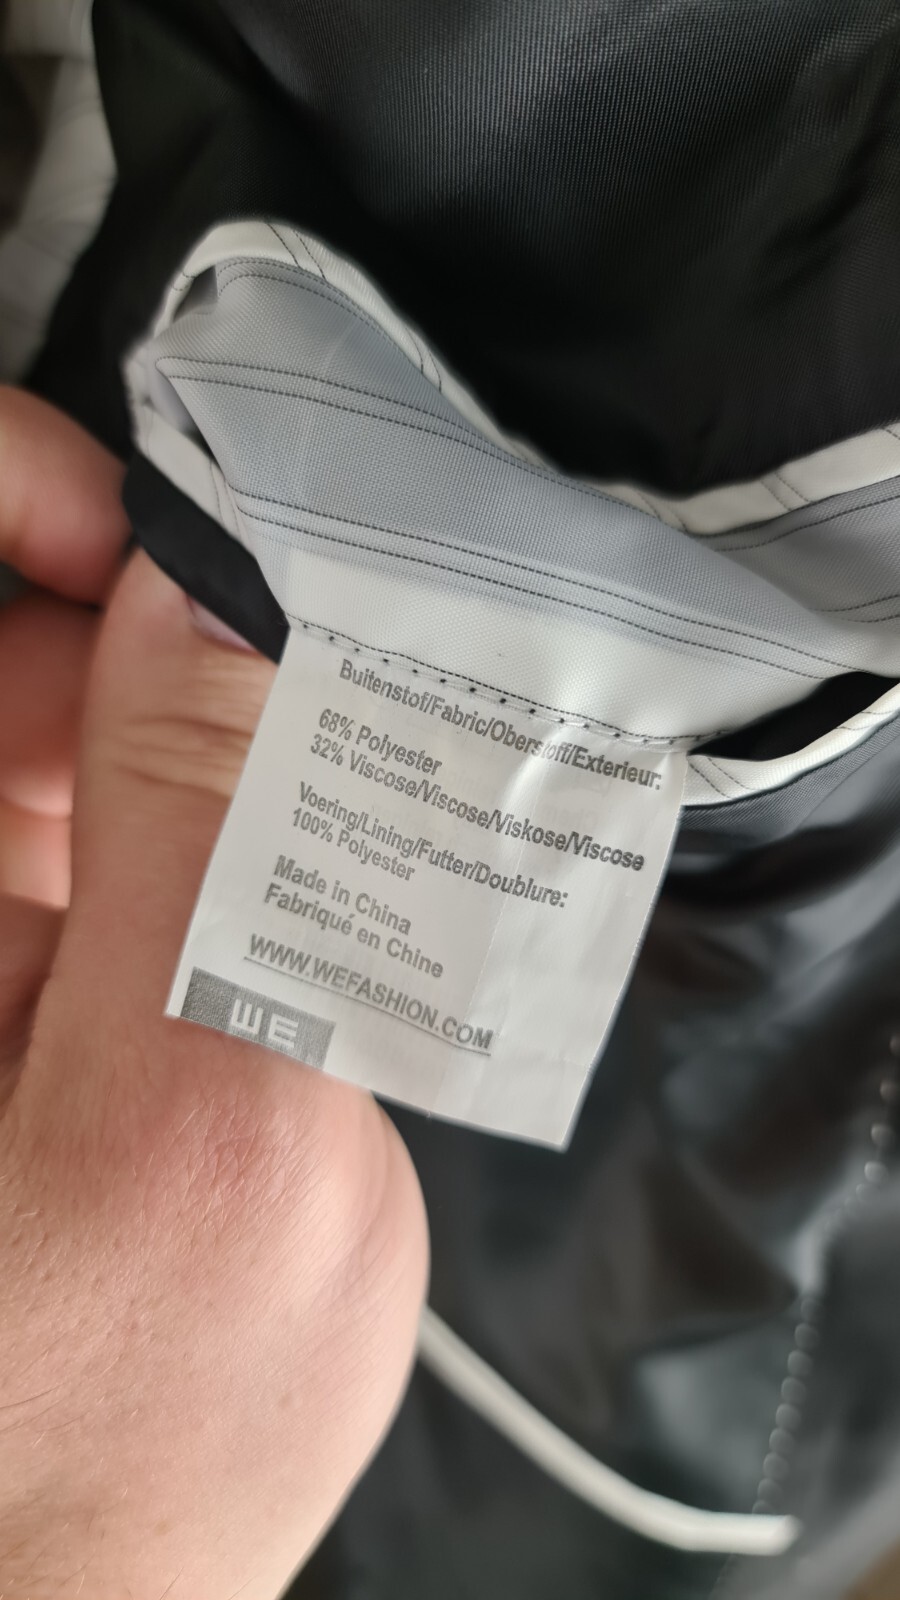 Buitenstof/Fabric/Oberstoff/Exterieur:
68% Polyester
32% Viscose/Viscose/Viskose/Viscose
Voering/Lining/Futter/Doublure:
100% Polyester
Made in China
Fabriqué en Chine
WWW.WEFASHION.COM
WE